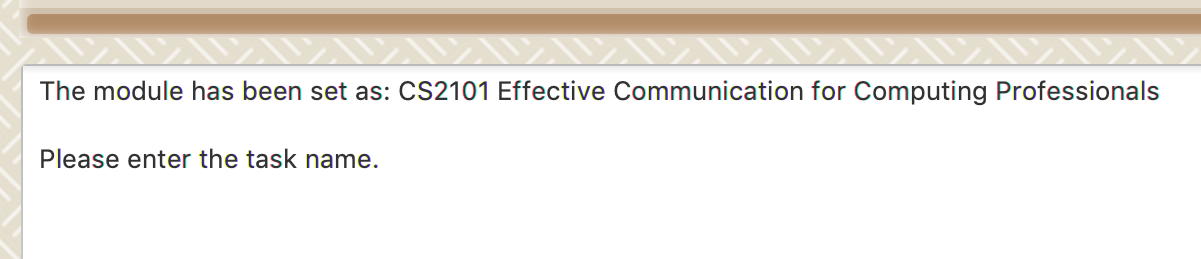 The module has been set as: CS2101 Effective Communication for Computing Professionals
Please enter the task name.